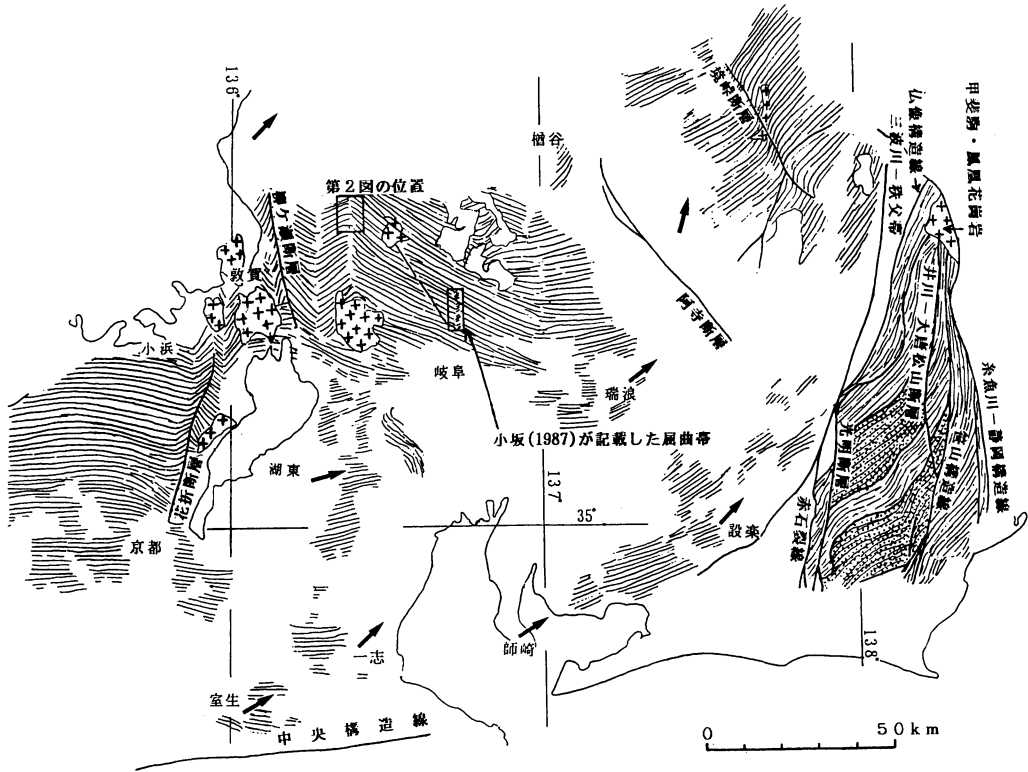 136°
第2図の位置
楢谷
境峠断層
仏像構造線
三波川－秩父帯
甲斐駒・鳳凰花崗岩
柳ケ瀬断層
敦賀
小浜
岐阜
瑞浪
阿寺断層
井川－大唐松山断層
糸魚川－静岡構造線
小坂(1987)が記載した屈曲帯
花折断層
湖東
137°
35°
設楽
光明断層
笹山構造線
赤石裂線
京都
一志
師崎
138°
室生
中央構造線
0 50km